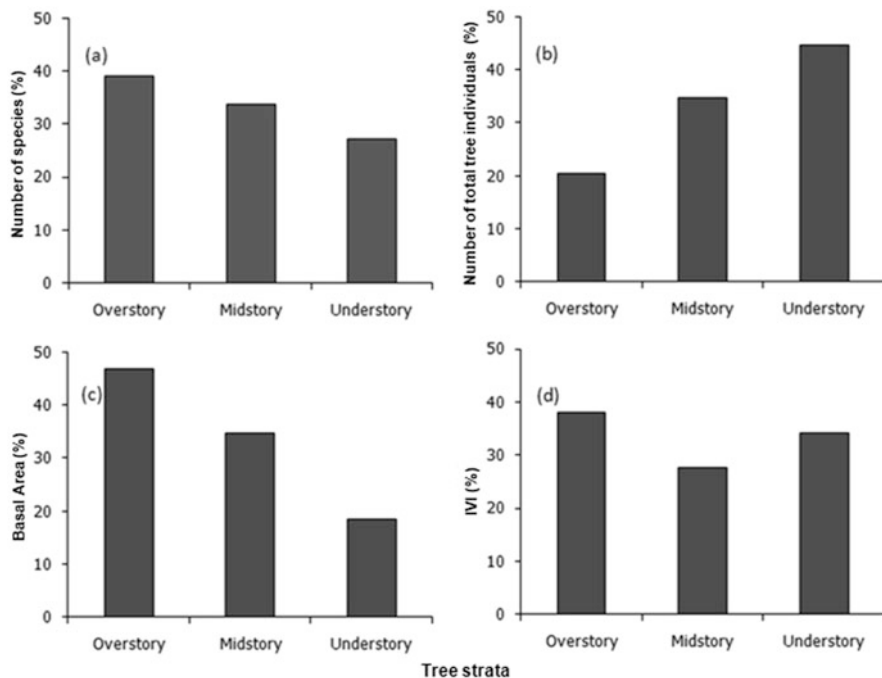 Number of species (%)
50
40
30
20
10
0
(a)
Overstory Midstory Understory
Number of total tree individuals (%)
50
40
30
20
10
0
(b)
Overstory Midstory Understory
Basal Area (%)
50
40
30
20
10
0
(c)
Overstory Midstory Understory
IVI (%)
50
40
30
20
10
0
(d)
Overstory Midstory Understory
Tree strata